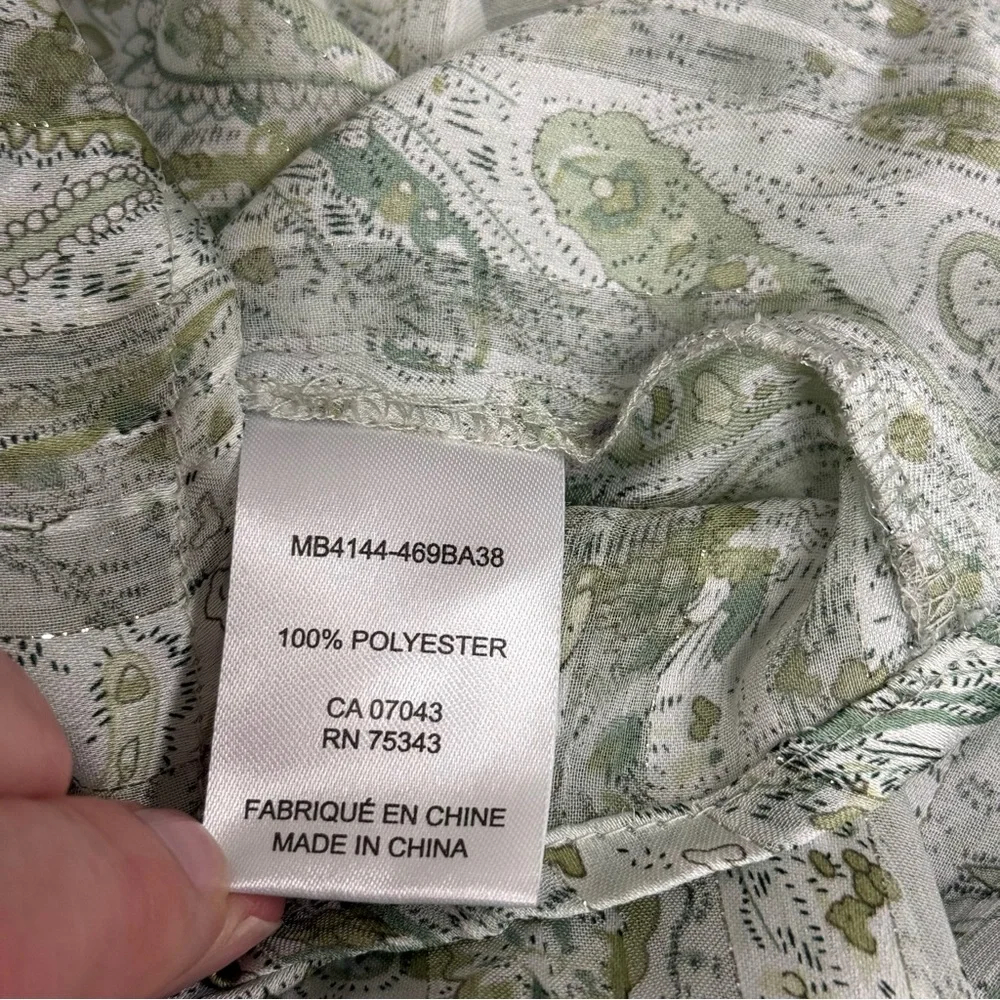 MB4144-469BA38
100% POLYESTER
CA 07043
RN 75343
FABRIQUÉ EN CHINE
MADE IN CHINA